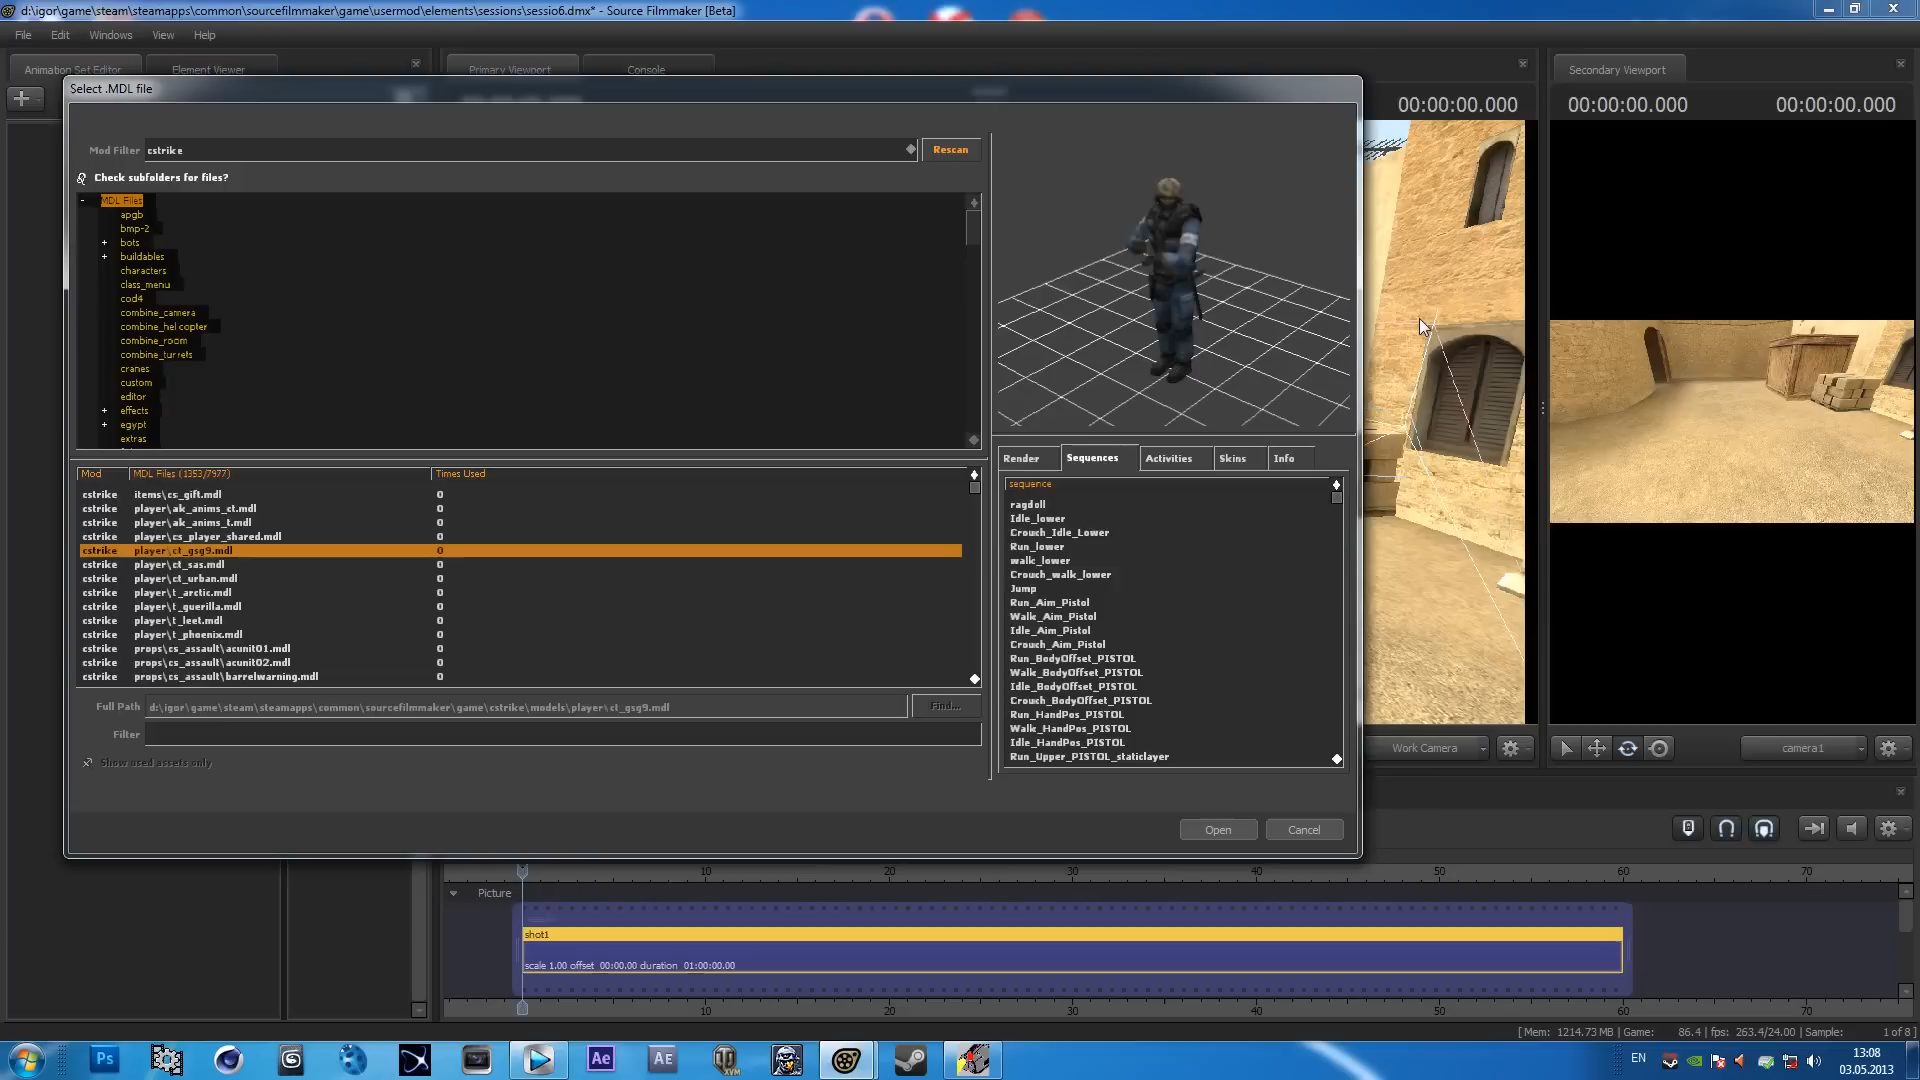 d:\igor\game\steam\steamapps\common\sourcefilmmaker\game\usermod\elements\sessions\sessio6.dmx* - Source Filmmaker [Beta]
File Edit Windows View Help
Animation Set Editor Element Viewer Primary Viewport Console Secondary Viewport
Select .MDL file
00:00:00.000 00:00:00.000 00:00:00.000
Mod Filter cstrike Rescan
Check subfolders for files?
- MDL Files
apgb
bmp-2
+ bots
+ buildables
characters
class_menu
cod4
combine_camera
combine_helicopter
combine_room
combine_turrets
cranes
custom
editor
+ effects
+ egypt
extras
Mod MDL Files (1353/7977) Times Used
cstrike items\cs_gift.mdl 0
cstrike player\ak_anims_ct.mdl 0
cstrike player\ak_anims_t.mdl 0
cstrike player\cs_player_shared.mdl 0
cstrike player\ct_gsg9.mdl 0
cstrike player\ct_sas.mdl 0
cstrike player\ct_urban.mdl 0
cstrike player\t_arctic.mdl 0
cstrike player\t_guerilla.mdl 0
cstrike player\t_leet.mdl 0
cstrike player\t_phoenix.mdl 0
cstrike props\cs_assault\acunit01.mdl 0
cstrike props\cs_assault\acunit02.mdl 0
cstrike props\cs_assault\barrelwarning.mdl 0
Full Path d:\igor\game\steam\steamapps\common\sourcefilmmaker\game\cstrike\models\player\ct_gsg9.mdl Find...
Filter
Show used assets only
Render Sequences Activities Skins Info
sequence
ragdoll
Idle_lower
Crouch_Idle_Lower
Run_lower
walk_lower
Crouch_walk_lower
Jump
Run_Aim_Pistol
Walk_Aim_Pistol
Idle_Aim_Pistol
Crouch_Aim_Pistol
Run_BodyOffset_PISTOL
Walk_BodyOffset_PISTOL
Idle_BodyOffset_PISTOL
Crouch_BodyOffset_PISTOL
Run_HandPos_PISTOL
Walk_HandPos_PISTOL
Idle_HandPos_PISTOL
Run_Upper_PISTOL_staticlayer
Open Cancel
Work Camera camera1
10 20 30 40 50 60 70
Picture
shot1
scale 1.00 offset 00:00.00 duration 01:00:00.00
10 20 30 40 50 60 70
[ Mem: 1214.73 MB | Game: 86.4 | fps: 263.4/24.00 | Sample: 1 of 8 ]
Ps Ae AE XVM EN 13:08
03.05.2013